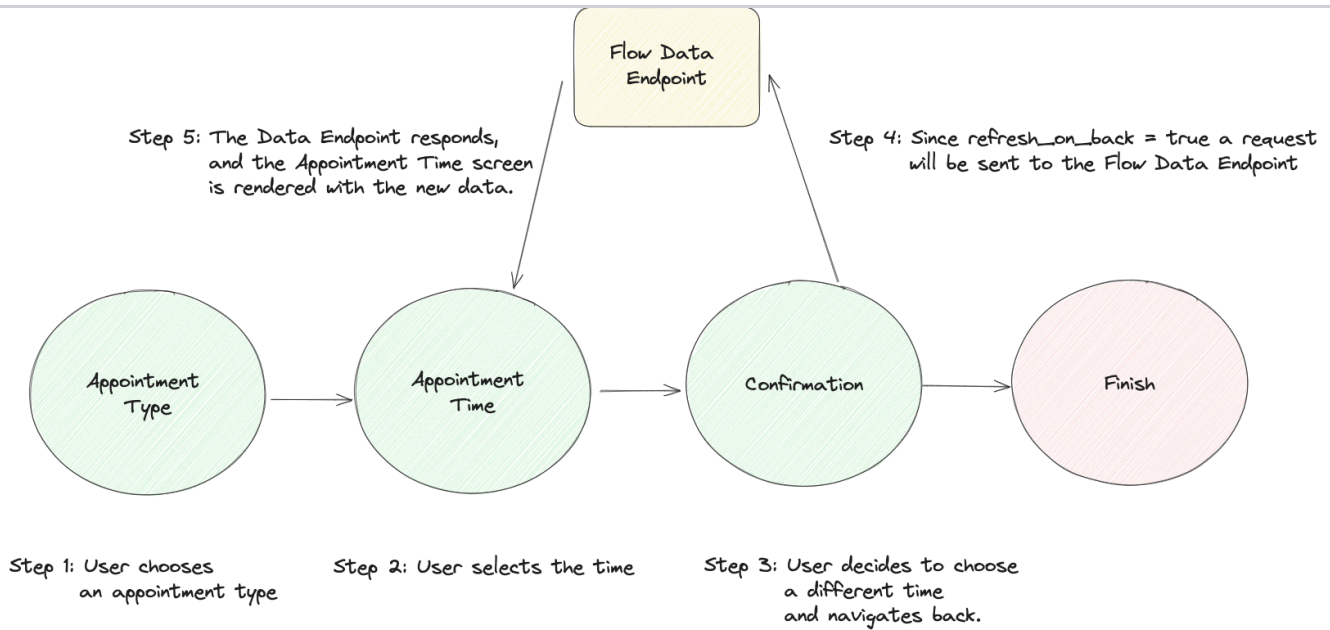 Flow Data
Endpoint
Step 5: The Data Endpoint responds,
and the Appointment Time screen
is rendered with the new data.
Step 4: Since refresh_on_back = true a request
will be sent to the Flow Data Endpoint
Appointment
Type
Appointment
Time
Confirmation
Finish
Step 1: User chooses
an appointment type
Step 2: User selects the time
Step 3: User decides to choose
a different time
and navigates back.